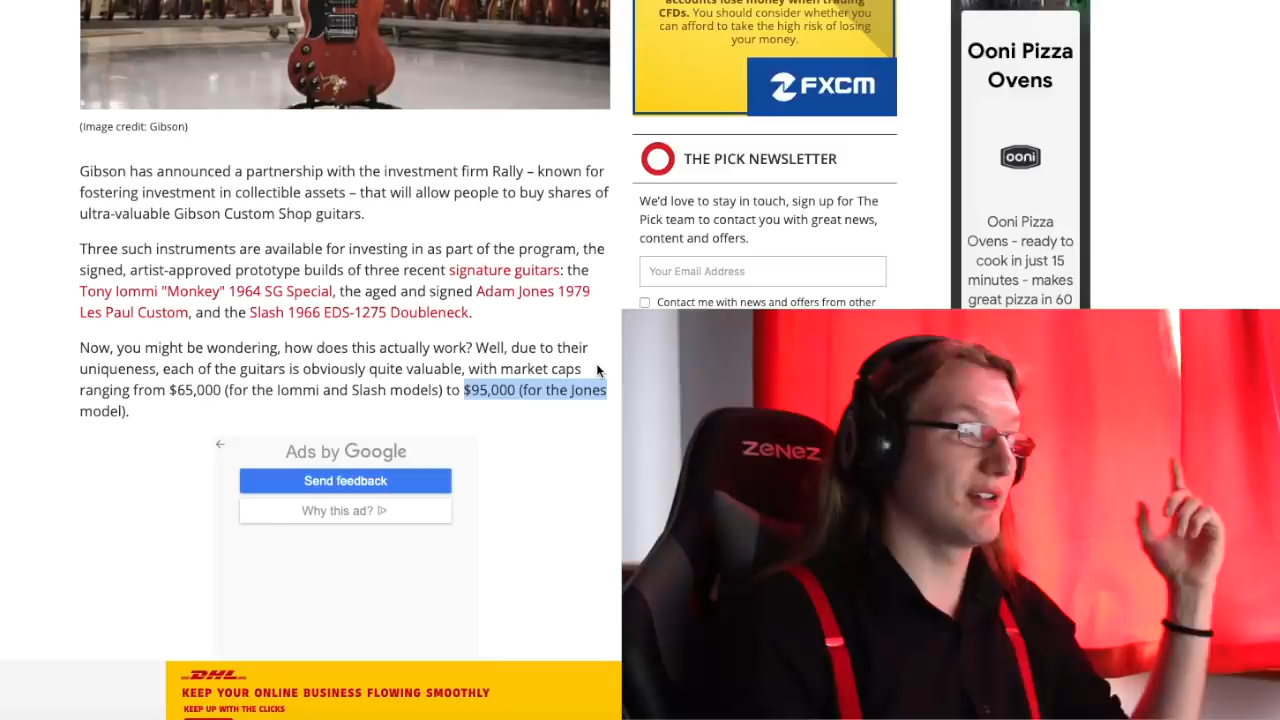 accounts lose money when trading
CFDs. You should consider whether you
can afford to take the high risk of losing
your money.
FXCM
Ooni Pizza
Ovens
ooni
Ooni Pizza
Ovens - ready to
cook in just 15
minutes - makes
great pizza in 60
(Image credit: Gibson)
THE PICK NEWSLETTER
We'd love to stay in touch, sign up for The
Pick team to contact you with great news,
content and offers.
Your Email Address
Contact me with news and offers from other
Gibson has announced a partnership with the investment firm Rally – known for
fostering investment in collectible assets – that will allow people to buy shares of
ultra-valuable Gibson Custom Shop guitars.
Three such instruments are available for investing in as part of the program, the
signed, artist-approved prototype builds of three recent signature guitars: the
Tony Iommi "Monkey" 1964 SG Special, the aged and signed Adam Jones 1979
Les Paul Custom, and the Slash 1966 EDS-1275 Doubleneck.
Now, you might be wondering, how does this actually work? Well, due to their
uniqueness, each of the guitars is obviously quite valuable, with market caps
ranging from $65,000 (for the Iommi and Slash models) to $95,000 (for the Jones
model).
Ads by Google
Send feedback
Why this ad?
ZENEZ
DHL
KEEP YOUR ONLINE BUSINESS FLOWING SMOOTHLY
KEEP UP WITH THE CLICKS